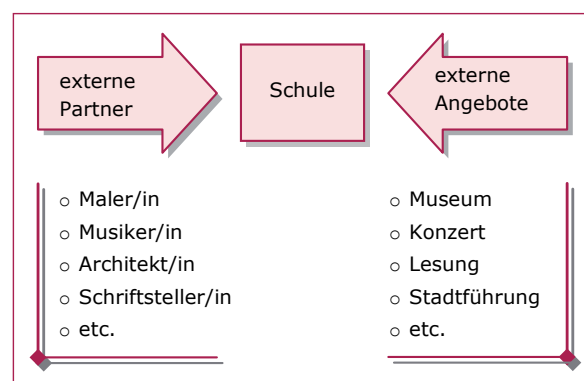 externe
Partner
Schule
externe
Angebote
○ Maler/in
○ Musiker/in
○ Architekt/in
○ Schriftsteller/in
○ etc.
○ Museum
○ Konzert
○ Lesung
○ Stadtführung
○ etc.